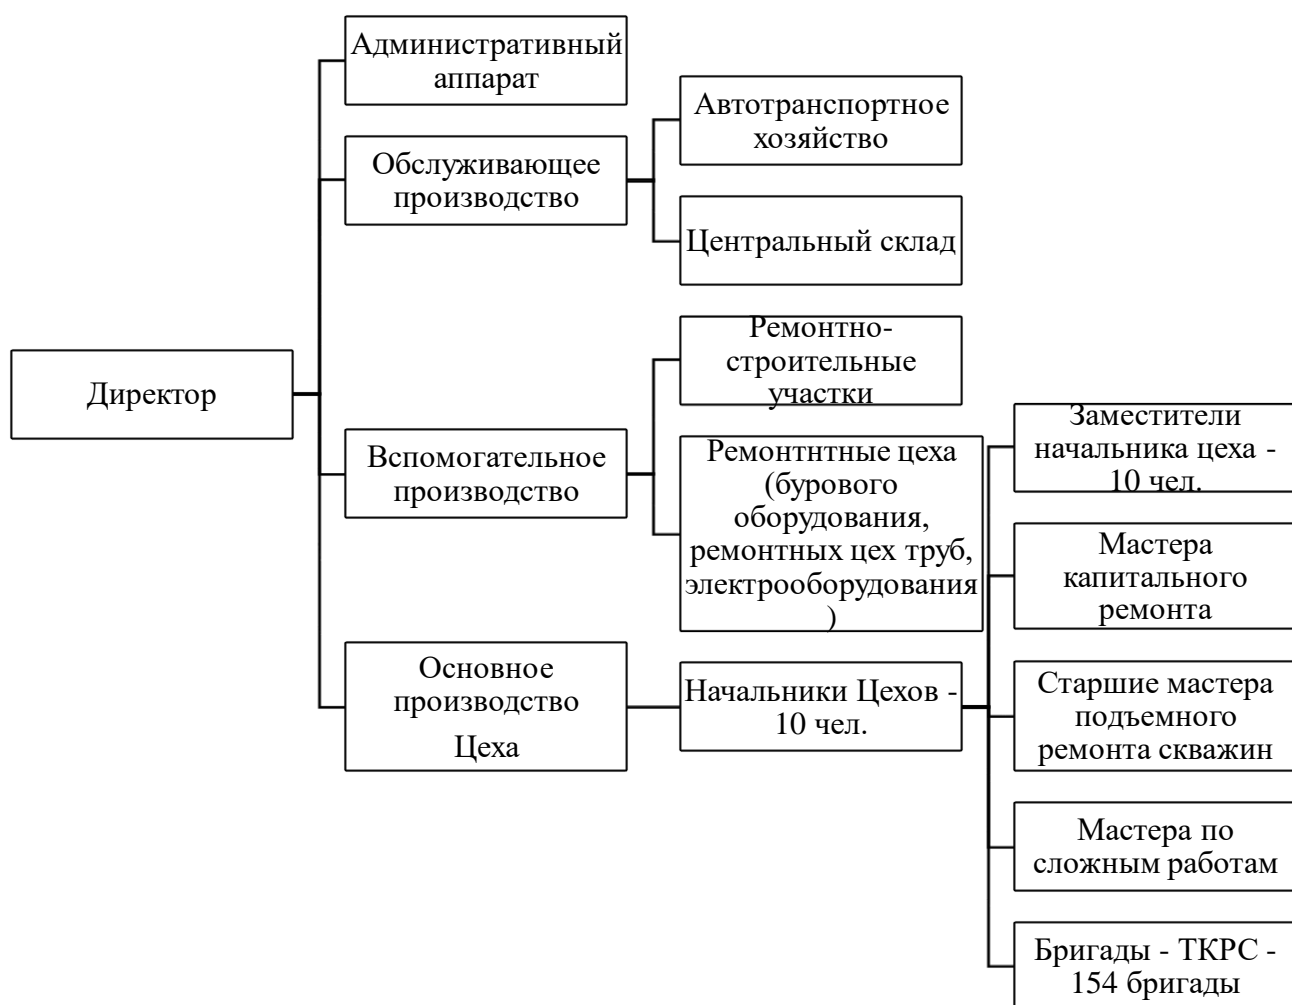 Административный
аппарат
Автотранспортное
хозяйство
Обслуживающее
производство
Центральный склад
Ремонтно-
строительные
участки
Директор
Вспомогательное
производство
Ремонтнтные цеха
(бурового
оборудования,
ремонтных цех труб,
электрооборудования
)
Основное
производство
Цеха
Начальники Цехов -
10 чел.
Заместители
начальника цеха -
10 чел.
Мастера
капитального
ремонта
Старшие мастера
подъемного
ремонта скважин
Мастера по
сложным работам
Бригады - ТКРС -
154 бригады